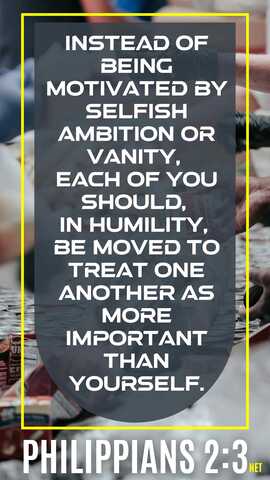 INSTEAD OF
BEING
MOTIVATED BY
SELFISH
AMBITION OR
VANITY,
EACH OF YOU
SHOULD,
IN HUMILITY,
BE MOVED TO
TREAT ONE
ANOTHER AS
MORE
IMPORTANT
THAN
YOURSELF.
PHILIPPIANS 2:3 NET